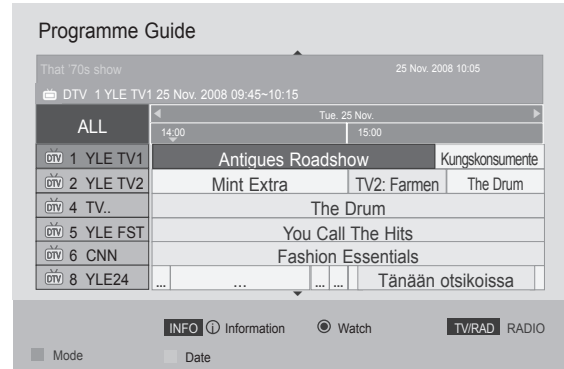 Programme Guide
That ’70s show 25 Nov. 2008 10:05
DTV 1 YLE TV1 25 Nov. 2008 09:45~10:15
ALL
Tue. 25 Nov.
14:00 15:00
DTV 1 YLE TV1 Antigues Roadshow Kungskonsumente
DTV 2 YLE TV2 Mint Extra TV2: Farmen The Drum
DTV 4 TV.. The Drum
DTV 5 YLE FST You Call The Hits
DTV 6 CNN Fashion Essentials
DTV 8 YLE24 ... ... ... ... Tänään otsikoissa
INFO ⓘ Information Watch TV/RAD RADIO
Mode Date